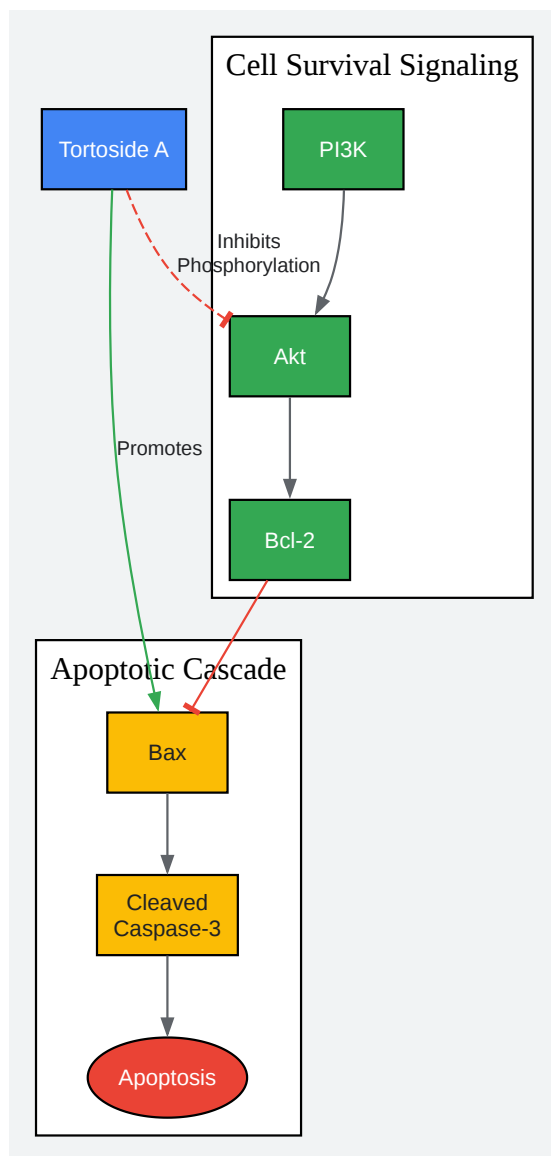 Cell Survival Signaling
Tortoside A
PI3K
Inhibits
Phosphorylation
Akt
Promotes
Bcl-2
Apoptotic Cascade
Bax
Cleaved
Caspase-3
Apoptosis